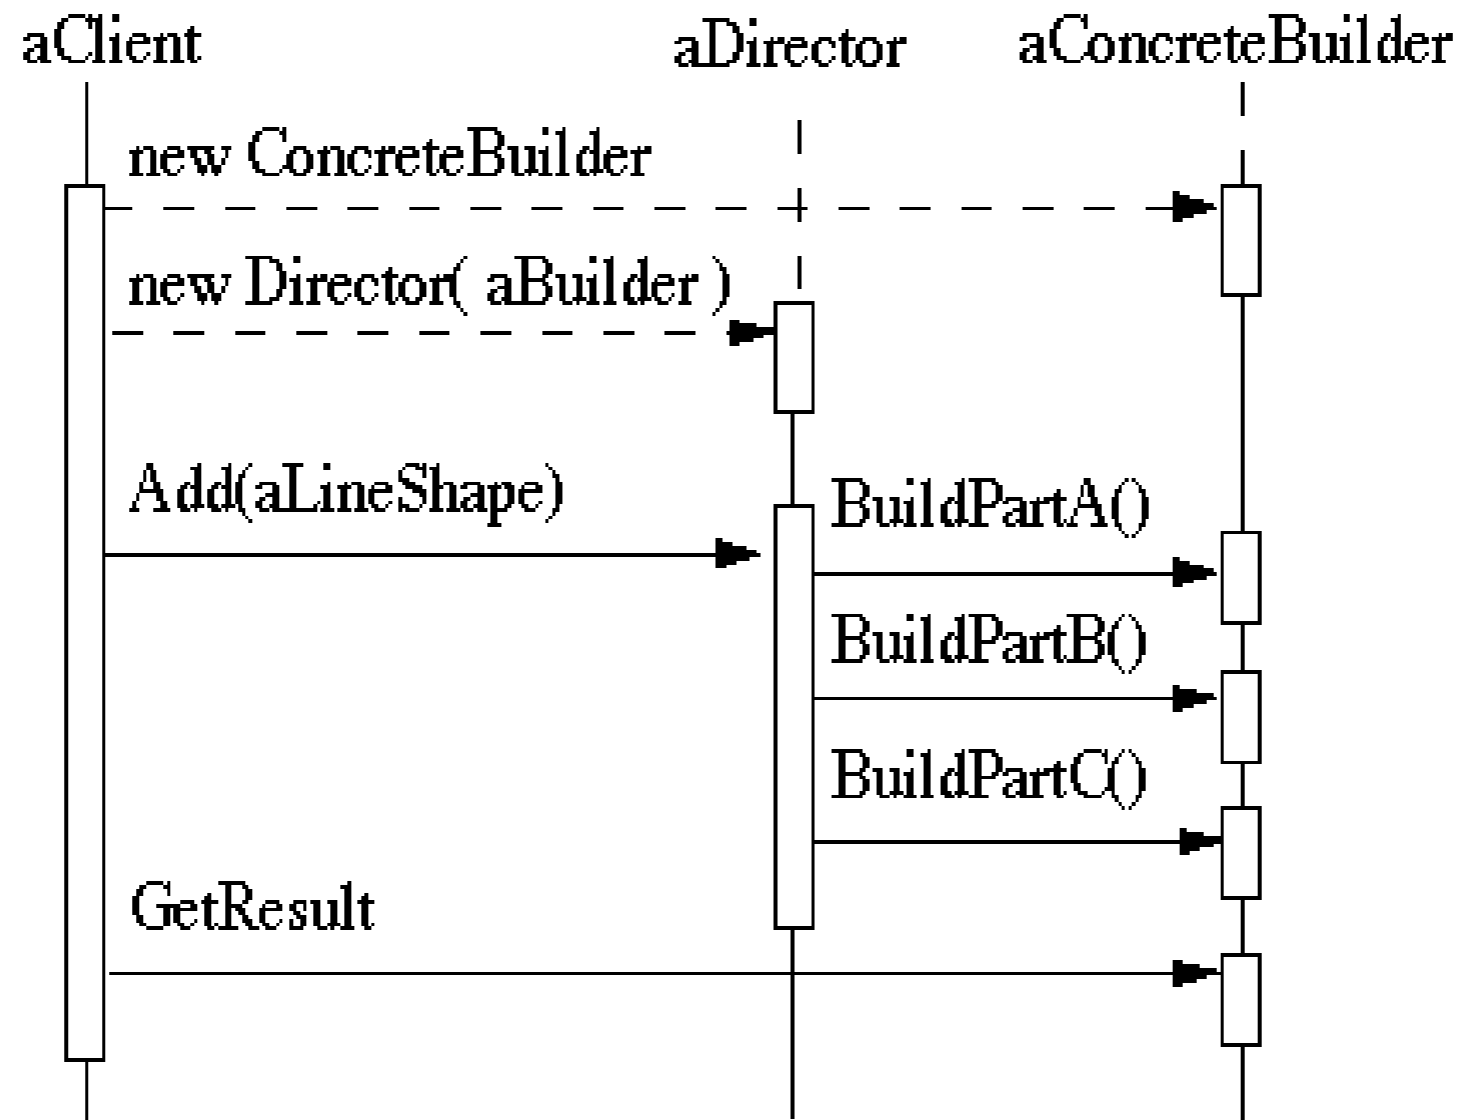 aClient aDirector aConcreteBuilder
new ConcreteBuilder
new Director( aBuilder )
Add(aLineShape)
BuildPartA()
BuildPartB()
BuildPartC()
GetResult